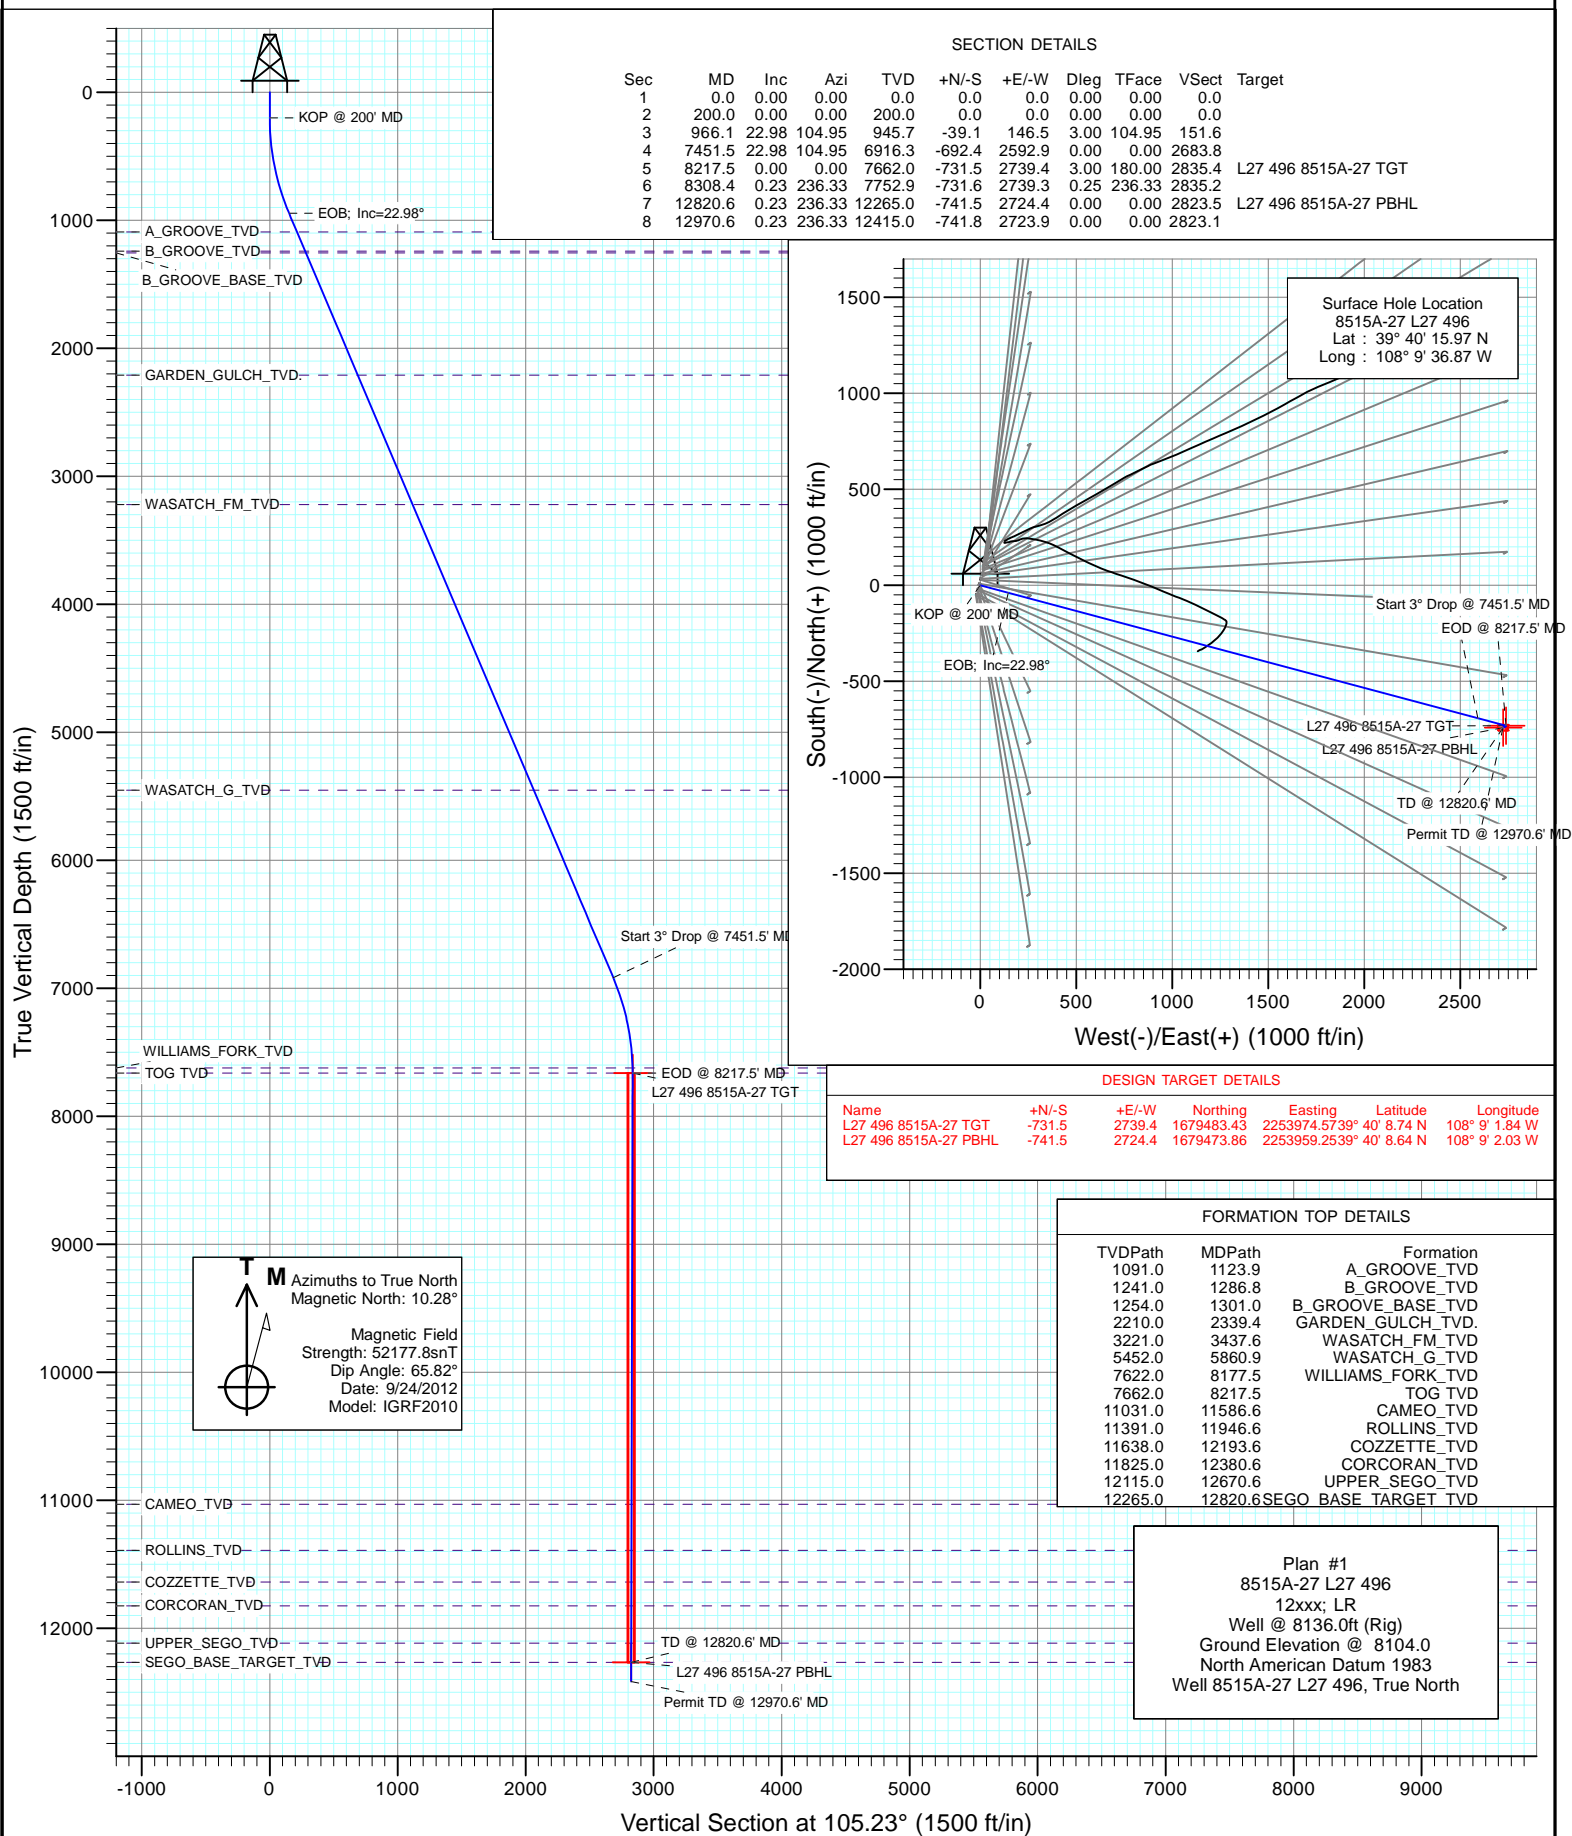 SECTION DETAILS
Sec MD Inc Azi TVD +N/-S +E/-W Dleg TFace VSect Target
1 0.0 0.00 0.00 0.0 0.0 0.0 0.00 0.00 0.0
2 200.0 0.00 0.00 200.0 0.0 0.0 0.00 0.00 0.0
3 966.1 22.98 104.95 945.7 -39.1 146.5 3.00 104.95 151.6
4 7451.5 22.98 104.95 6916.3 -692.4 2592.9 0.00 0.00 2683.8
5 8217.5 0.00 0.00 7662.0 -731.5 2739.4 3.00 180.00 2835.4 L27 496 8515A-27 TGT
6 8308.4 0.23 236.33 7752.9 -731.6 2739.3 0.25 236.33 2835.2
7 12820.6 0.23 236.33 12265.0 -741.5 2724.4 0.00 0.00 2823.5 L27 496 8515A-27 PBHL
8 12970.6 0.23 236.33 12415.0 -741.8 2723.9 0.00 0.00 2823.1
True Vertical Depth (1500 ft/in)
0
1000
2000
3000
4000
5000
6000
7000
8000
9000
10000
11000
12000
KOP @ 200' MD
EOB; Inc=22.98°
A_GROOVE_TVD
B_GROOVE_TVD
B_GROOVE_BASE_TVD
GARDEN_GULCH_TVD.
WASATCH_FM_TVD
WASATCH_G_TVD
Start 3° Drop @ 7451.5' MD
WILLIAMS_FORK_TVD
TOG TVD
EOD @ 8217.5' MD
L27 496 8515A-27 TGT
CAMEO_TVD
ROLLINS_TVD
COZZETTE_TVD
CORCORAN_TVD
UPPER_SEGO_TVD
SEGO_BASE_TARGET_TVD
TD @ 12820.6' MD
L27 496 8515A-27 PBHL
Permit TD @ 12970.6' MD
-1000 0 1000 2000 3000 4000 5000 6000 7000 8000 9000
Vertical Section at 105.23° (1500 ft/in)
South(-)/North(+) (1000 ft/in)
1500
1000
500
0
-500
-1000
-1500
-2000
Surface Hole Location
8515A-27 L27 496
Lat : 39° 40' 15.97 N
Long : 108° 9' 36.87 W
KOP @ 200' MD
EOB; Inc=22.98°
Start 3° Drop @ 7451.5' MD
EOD @ 8217.5' MD
L27 496 8515A-27 TGT
L27 496 8515A-27 PBHL
TD @ 12820.6' MD
Permit TD @ 12970.6' MD
0 500 1000 1500 2000 2500
West(-)/East(+) (1000 ft/in)
DESIGN TARGET DETAILS
Name +N/-S +E/-W Northing Easting Latitude Longitude
L27 496 8515A-27 TGT -731.5 2739.4 1679483.43 2253974.5739° 40' 8.74 N 108° 9' 1.84 W
L27 496 8515A-27 PBHL -741.5 2724.4 1679473.86 2253959.2539° 40' 8.64 N 108° 9' 2.03 W
FORMATION TOP DETAILS
TVDPath MDPath Formation
1091.0 1123.9 A_GROOVE_TVD
1241.0 1286.8 B_GROOVE_TVD
1254.0 1301.0 B_GROOVE_BASE_TVD
2210.0 2339.4 GARDEN_GULCH_TVD.
3221.0 3437.6 WASATCH_FM_TVD
5452.0 5860.9 WASATCH_G_TVD
7622.0 8177.5 WILLIAMS_FORK_TVD
7662.0 8217.5 TOG TVD
11031.0 11586.6 CAMEO_TVD
11391.0 11946.6 ROLLINS_TVD
11638.0 12193.6 COZZETTE_TVD
11825.0 12380.6 CORCORAN_TVD
12115.0 12670.6 UPPER_SEGO_TVD
12265.0 12820.6SEGO_BASE_TARGET_TVD
T
M Azimuths to True North
Magnetic North: 10.28°
Magnetic Field
Strength: 52177.8snT
Dip Angle: 65.82°
Date: 9/24/2012
Model: IGRF2010
Plan #1
8515A-27 L27 496
12xxx; LR
Well @ 8136.0ft (Rig)
Ground Elevation @ 8104.0
North American Datum 1983
Well 8515A-27 L27 496, True North